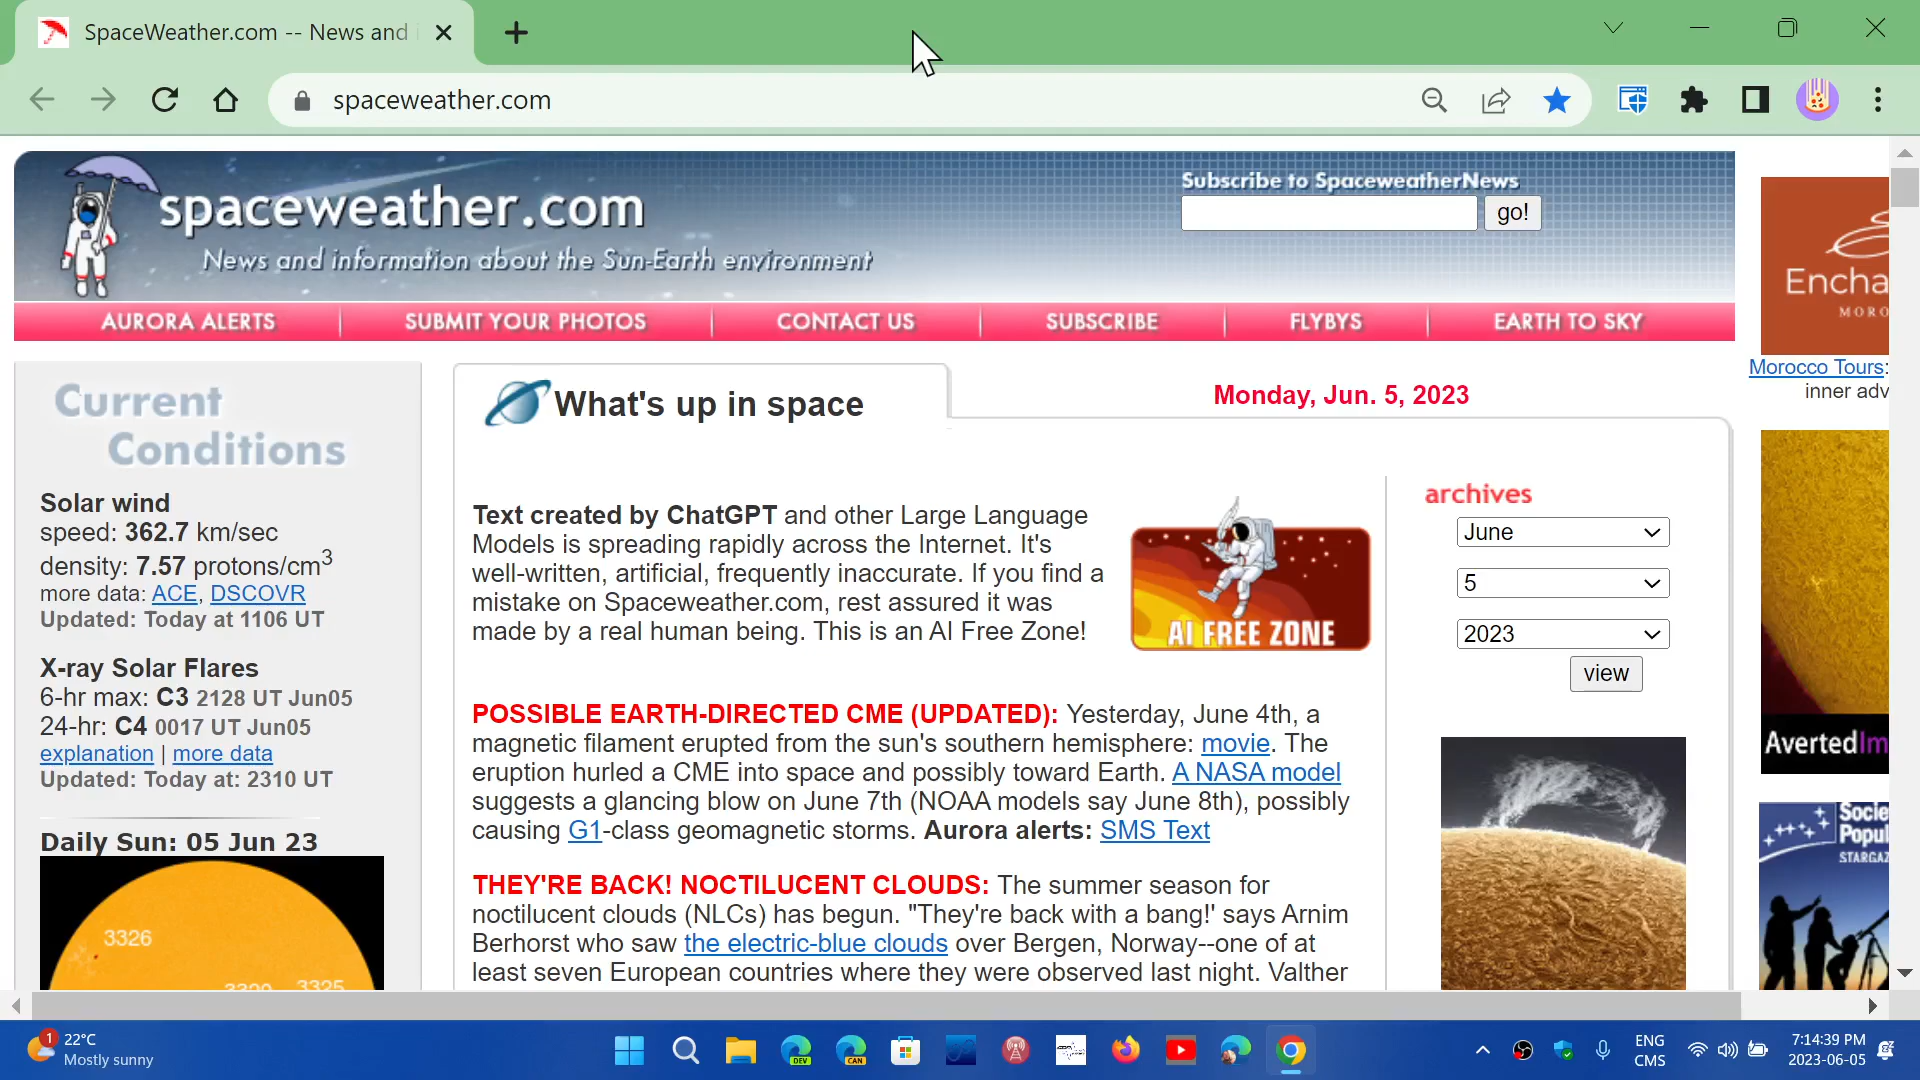 SpaceWeather.com -- News and
spaceweather.com
spaceweather.com
News and information about the Sun-Earth environment
Subscribe to SpaceweatherNews
go!
AURORA ALERTS
SUBMIT YOUR PHOTOS
CONTACT US
SUBSCRIBE
FLYBYS
EARTH TO SKY
Current
Conditions
Solar wind
speed: 362.7 km/sec
density: 7.57 protons/cm3
more data: ACE, DSCOVR
Updated: Today at 1106 UT
X-ray Solar Flares
6-hr max: C3 2128 UT Jun05
24-hr: C4 0017 UT Jun05
explanation | more data
Updated: Today at: 2310 UT
Daily Sun: 05 Jun 23
3326
What's up in space
Monday, Jun. 5, 2023
Text created by ChatGPT and other Large Language
Models is spreading rapidly across the Internet. It's
well-written, artificial, frequently inaccurate. If you find a
mistake on Spaceweather.com, rest assured it was
made by a real human being. This is an AI Free Zone!
AI FREE ZONE
POSSIBLE EARTH-DIRECTED CME (UPDATED): Yesterday, June 4th, a
magnetic filament erupted from the sun's southern hemisphere: movie. The
eruption hurled a CME into space and possibly toward Earth. A NASA model
suggests a glancing blow on June 7th (NOAA models say June 8th), possibly
causing G1-class geomagnetic storms. Aurora alerts: SMS Text
THEY'RE BACK! NOCTILUCENT CLOUDS: The summer season for
noctilucent clouds (NLCs) has begun. "They're back with a bang!' says Arnim
Berhorst who saw the electric-blue clouds over Bergen, Norway--one of at
least seven European countries where they were observed last night. Valther
archives
June
5
2023
view
Encha
MORO
Morocco Tours:
inner adv
AvertedIm
Socie
Popul
STARGAZ
1
22°C
Mostly sunny
DEV
CAN
ENG
CMS
7:14:39 PM
2023-06-05